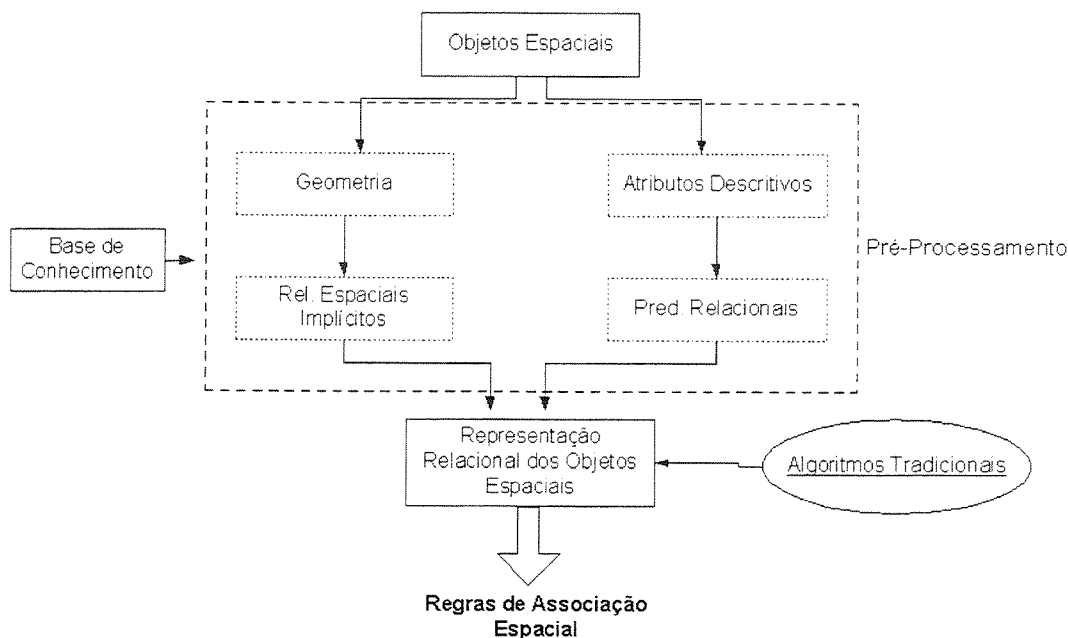 Objetos Espaciais
Geometria
Atributos Descritivos
Base de
Conhecimento
Pré-Processamento
Rel. Espaciais
Implícitos
Pred. Relacionais
Representação
Relacional dos Objetos
Espaciais
Algoritmos Tradicionais
Regras de Associação
Espacial